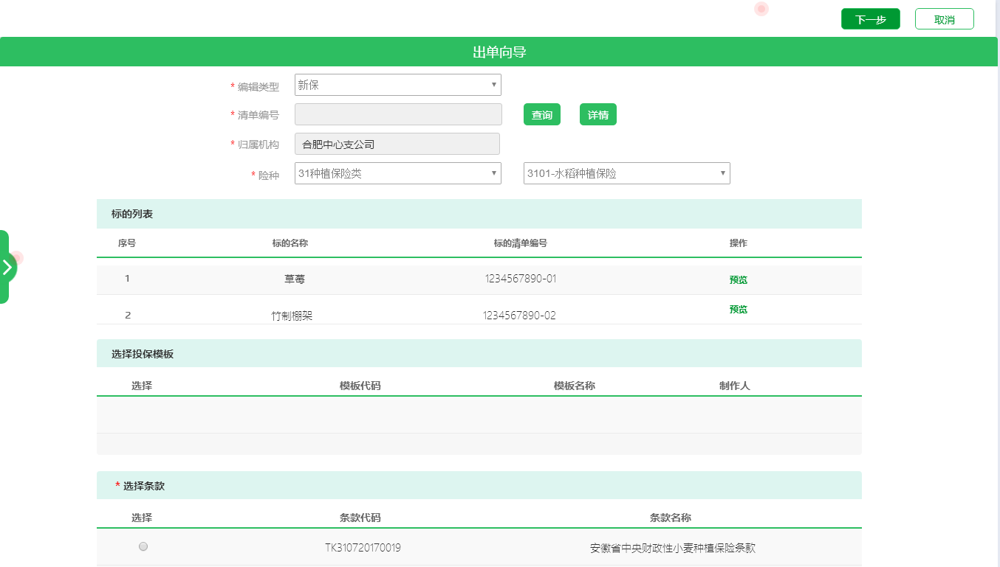 下一步 取消
出单向导
* 编辑类型 新保
* 清单编号 查询 详情
* 归属机构 合肥中心支公司
* 险种 31种植保险类 3101-水稻种植保险
标的列表
序号 标的名称 标的清单编号 操作
1 草莓 1234567890-01 预览
2 竹制棚架 1234567890-02 预览
选择投保模板
选择 模板代码 模板名称 制作人
* 选择条款
选择 条款代码 条款名称
TK310720170019 安徽省中央财政性小麦种植保险条款